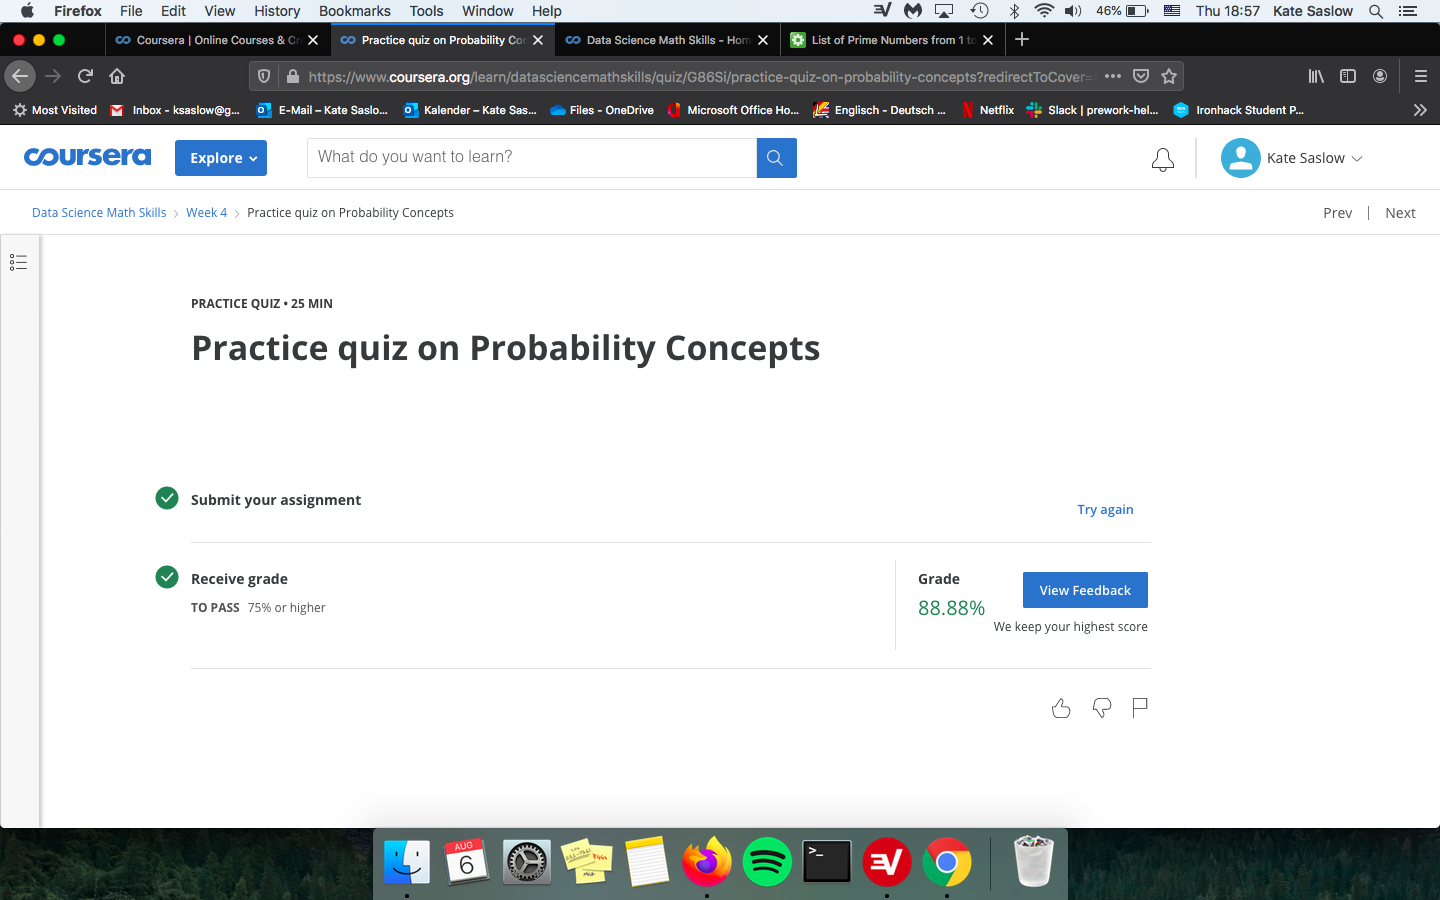 Firefox File Edit View History Bookmarks Tools Window Help 46% Thu 18:57 Kate Saslow
Coursera | Online Courses & Cr Practice quiz on Probability Con Data Science Math Skills - Hom List of Prime Numbers from 1 to
https://www.coursera.org/learn/datasciencemathskills/quiz/G86Si/practice-quiz-on-probability-concepts?redirectToCover=
Most Visited Inbox - ksaslow@g... E-Mail – Kate Saslo... Kalender – Kate Sas... Files - OneDrive Microsoft Office Ho... Englisch - Deutsch ... Netflix Slack | prework-hel... Ironhack Student P...
coursera Explore What do you want to learn? Kate Saslow
Data Science Math Skills Week 4 Practice quiz on Probability Concepts Prev | Next
PRACTICE QUIZ • 25 MIN
Practice quiz on Probability Concepts
Submit your assignment
Try again
Receive grade Grade
TO PASS 75% or higher 88.88% View Feedback
We keep your highest score
AUG
6